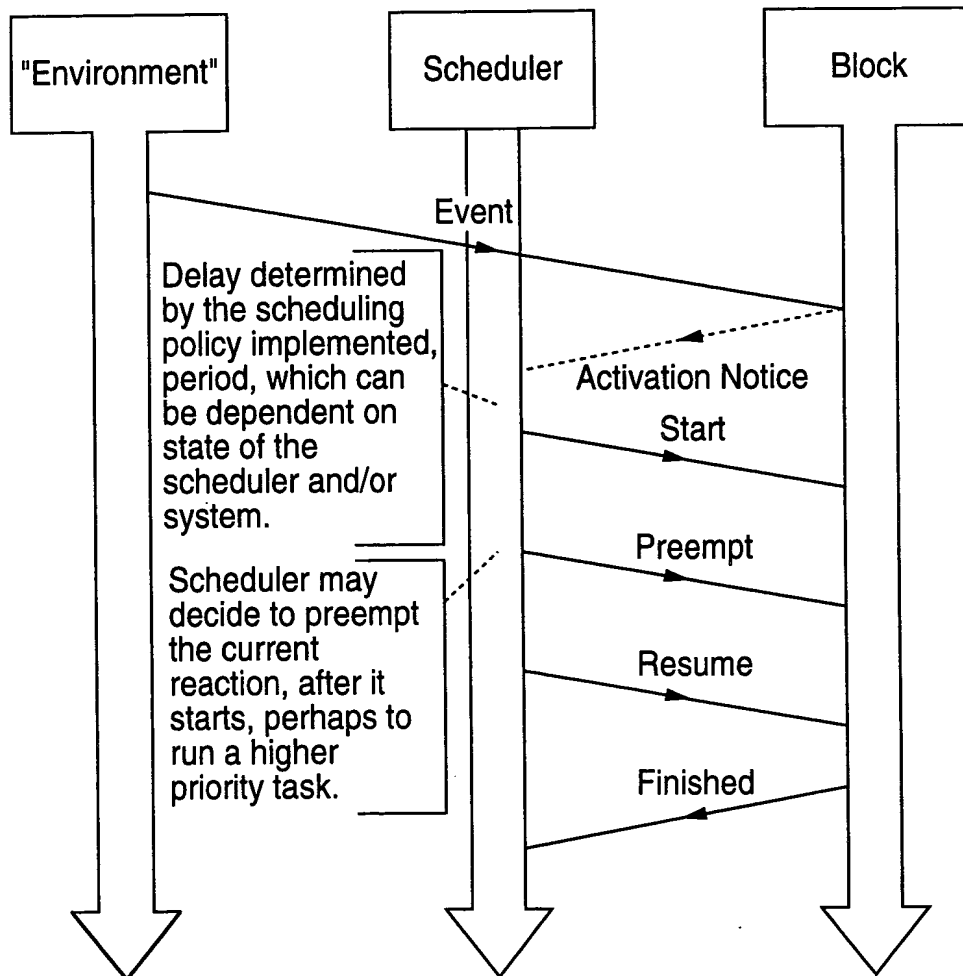 "Environment"
Scheduler
Block
Event
Delay determined
by the scheduling
policy implemented,
period, which can
be dependent on
state of the
scheduler and/or
system.
Activation Notice
Start
Preempt
Scheduler may
decide to preempt
the current
reaction, after it
starts, perhaps to
run a higher
priority task.
Resume
Finished